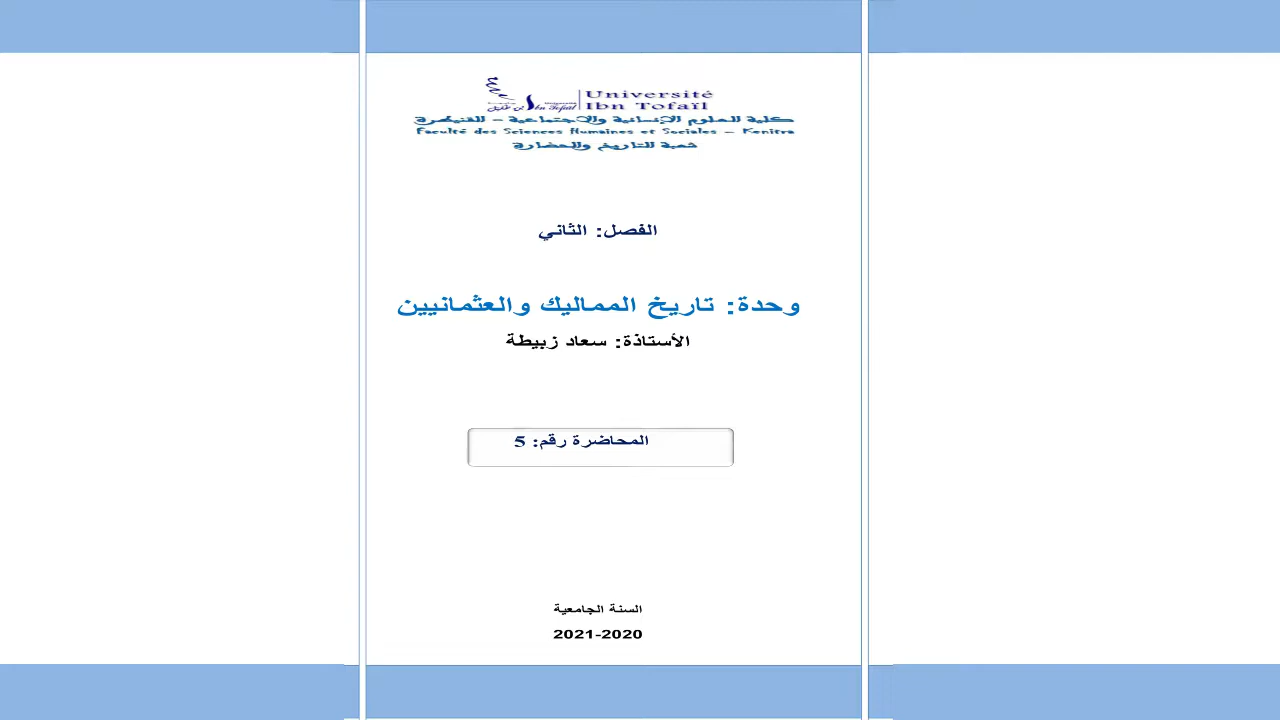 Université
Ibn Tofaïl
كلية العلوم الإنسانية والاجتماعية – القنيطرة
Faculté des Sciences Humaines et Sociales – Kenitra
شعبة التاريخ والحضارة
الفصل: الثاني
وحدة: تاريخ المماليك والعثمانيين
الأستاذة: سعاد زبيطة
المحاضرة رقم: 5
السنة الجامعية
2021-2020